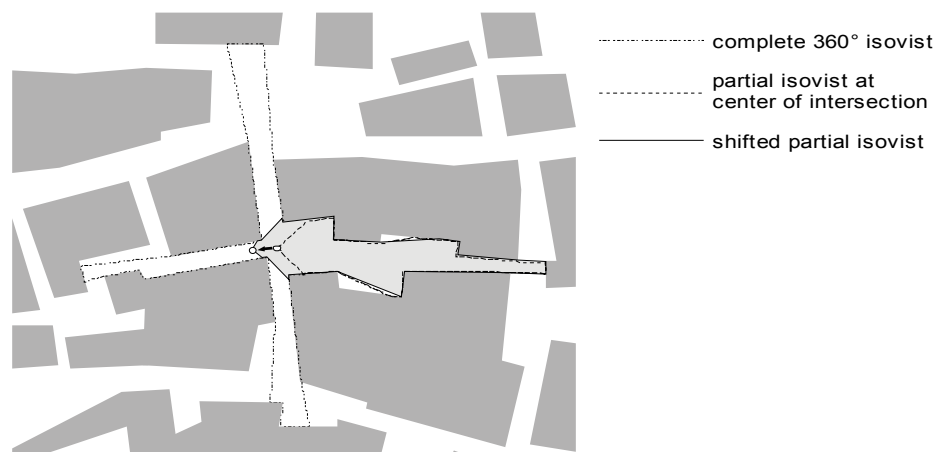 complete 360° isovist
partial isovist at
center of intersection
shifted partial isovist